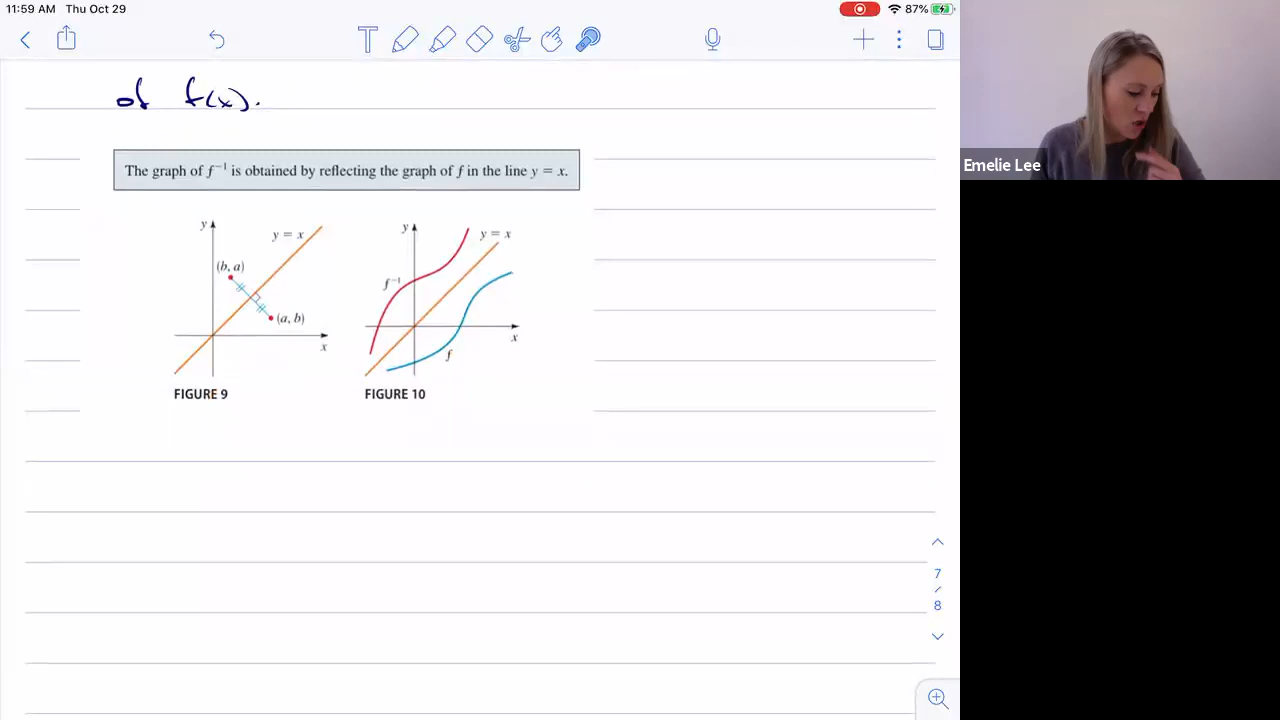 11:59 AM Thu Oct 29
87%
of f(x).
The graph of f⁻¹ is obtained by reflecting the graph of f in the line y = x.
y
y = x
(b, a)
(a, b)
x
FIGURE 9
y
y = x
f⁻¹
f
x
FIGURE 10
7
/
8
Emelie Lee